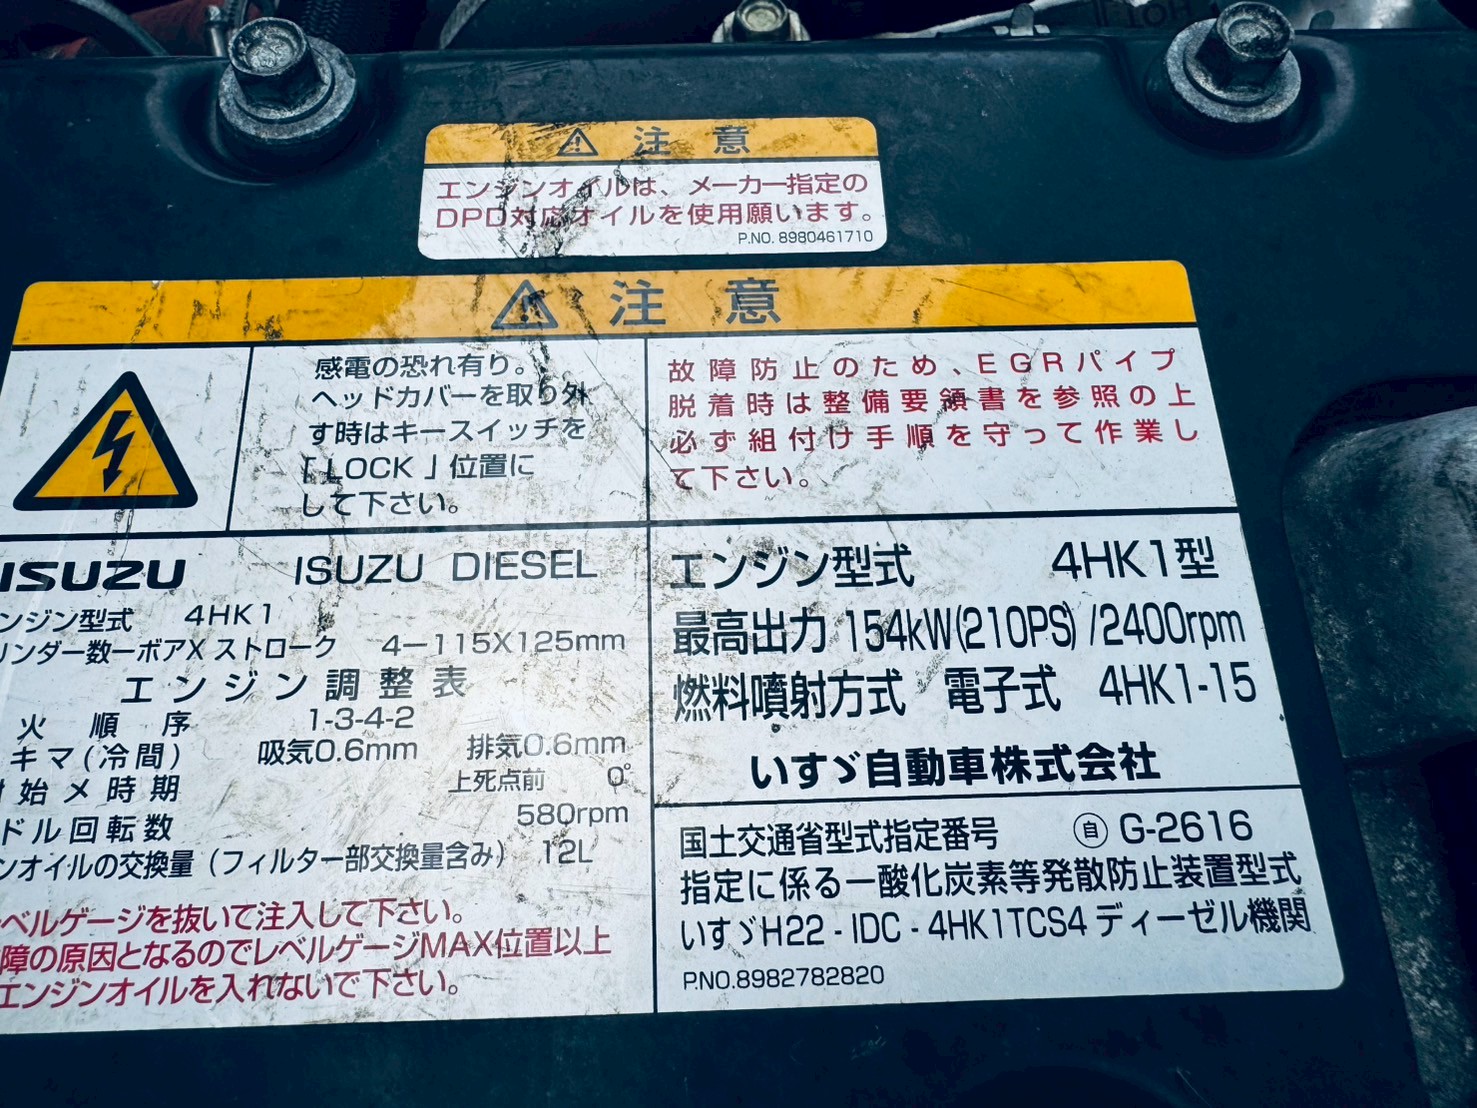 注意
エンジンオイルは、メーカー指定の
DPD対応オイルを使用願います。
P.NO. 8980461710
注意
感電の恐れ有り。
ヘッドカバーを取り外
す時はキースイッチを
「LOCK」位置に
して下さい。
故障防止のため、EGRパイプ
脱着時は整備要領書を参照の上
必ず組付け手順を守って作業し
て下さい。
ISUZU ISUZU DIESEL
ンジン型式 4HK1
リンダー数ーボアX ストローク 4ー115X125mm
エンジン調整表
火順序 1-3-4-2
キマ(冷間) 吸気0.6mm 排気0.6mm
始メ時期 上死点前 0°
ドル回転数 580rpm
ンオイルの交換量(フィルター部交換量含み) 12L
ベルゲージを抜いて注入して下さい。
障の原因となるのでレベルゲージMAX位置以上
エンジンオイルを入れないで下さい。
エンジン型式 4HK1型
最高出力 154kW(210PS)/2400rpm
燃料噴射方式 電子式 4HK1-15
いすゞ自動車株式会社
国土交通省型式指定番号 ㊀自 G-2616
指定に係る一酸化炭素等発散防止装置型式
いすゞH22 - IDC - 4HK1TCS4 ディーゼル機関
P.NO.8982782820